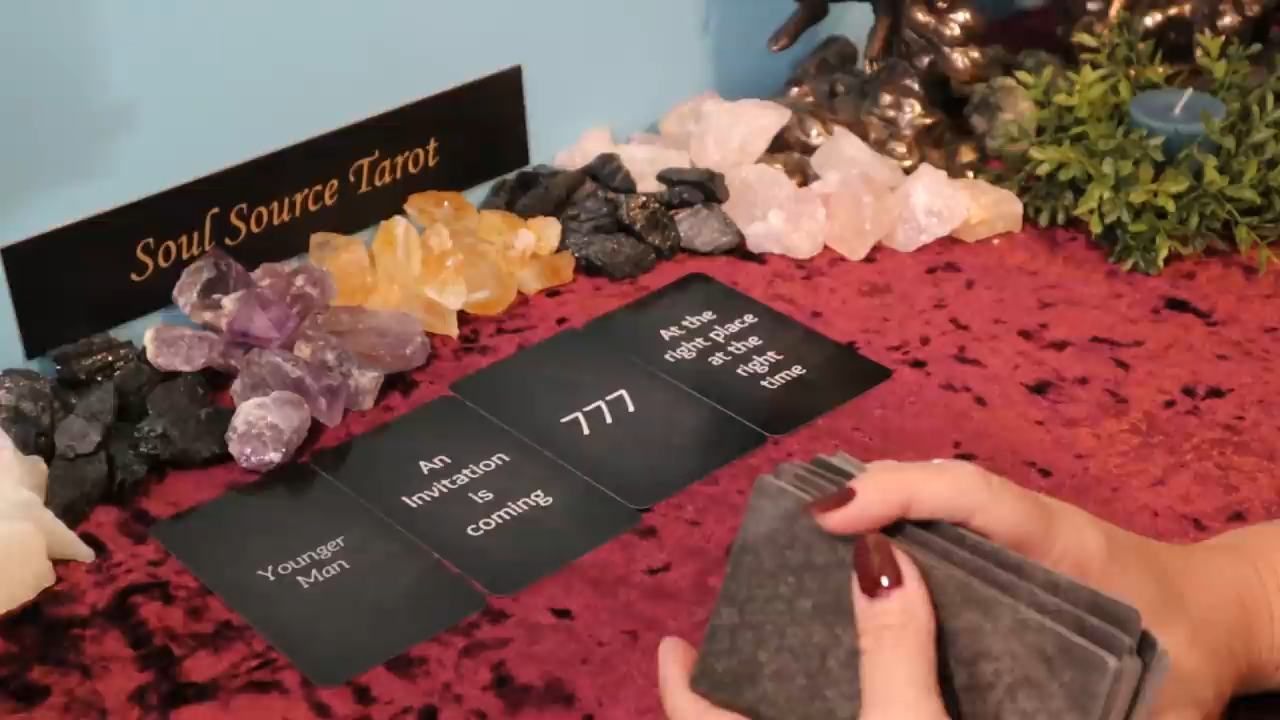 Soul Source Tarot
Younger
Man
An
Invitation
is
coming
777
At the
right place
at the
right
time